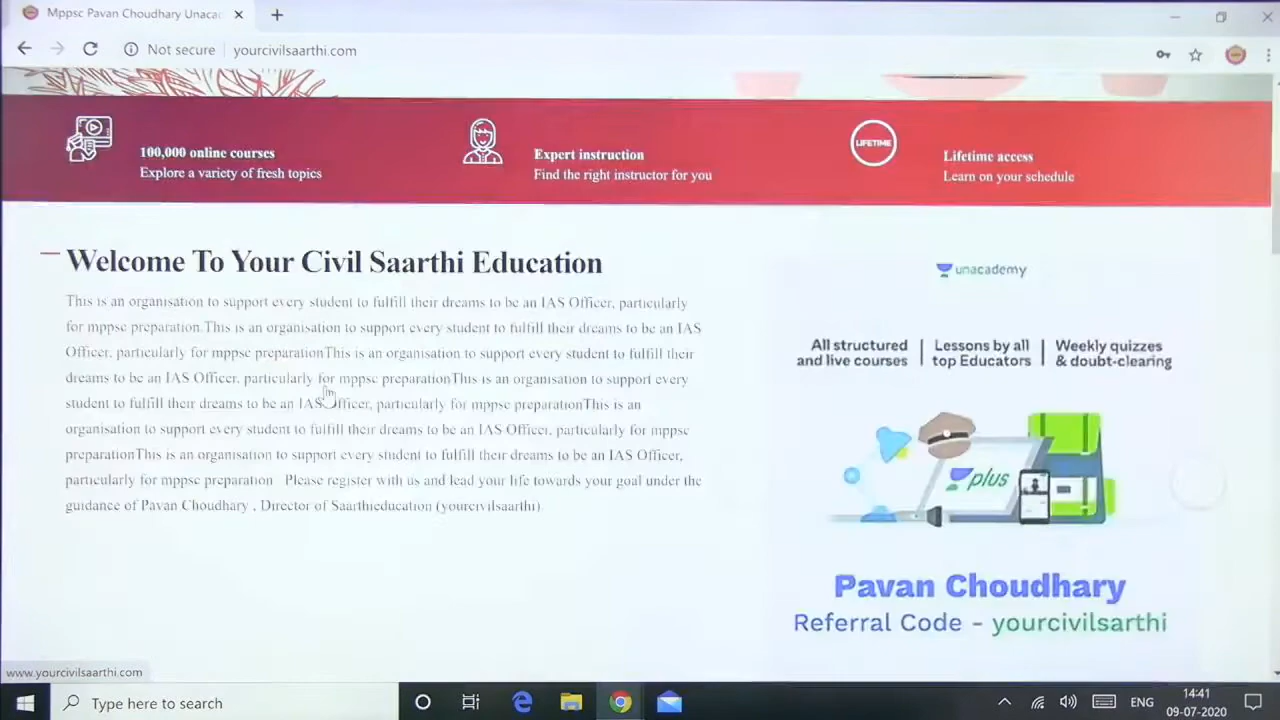 Mppsc Pavan Choudhary Unaca
Not secure
yourcivilsaarthi.com
100,000 online courses
Explore a variety of fresh topics
Expert instruction
Find the right instructor for you
LIFETIME
Lifetime access
Learn on your schedule
Welcome To Your Civil Saarthi Education
This is an organisation to support every student to fulfill their dreams to be an IAS Officer, particularly
for mppsc preparation.This is an organisation to support every student to fulfill their dreams to be an IAS
Officer, particularly for mppsc preparationThis is an organisation to support every student to fulfill their
dreams to be an IAS Officer, particularly for mppsc preparationThis is an organisation to support every
student to fulfill their dreams to be an IAS Officer, particularly for mppsc preparationThis is an
organisation to support every student to fulfill their dreams to be an IAS Officer, particularly for mppsc
preparationThis is an organisation to support every student to fulfill their dreams to be an IAS Officer,
particularly for mppsc preparation. Please register with us and lead your life towards your goal under the
guidance of Pavan Choudhary , Director of Saarthieducation (yourcivilsaarthi)
unacademy
All structured
and live courses
Lessons by all
top Educators
Weekly quizzes
& doubt-clearing
plus
Pavan Choudhary
Referral Code - yourcivilsarthi
www.yourcivilsaarthi.com
Type here to search
ENG
14:41
09-07-2020